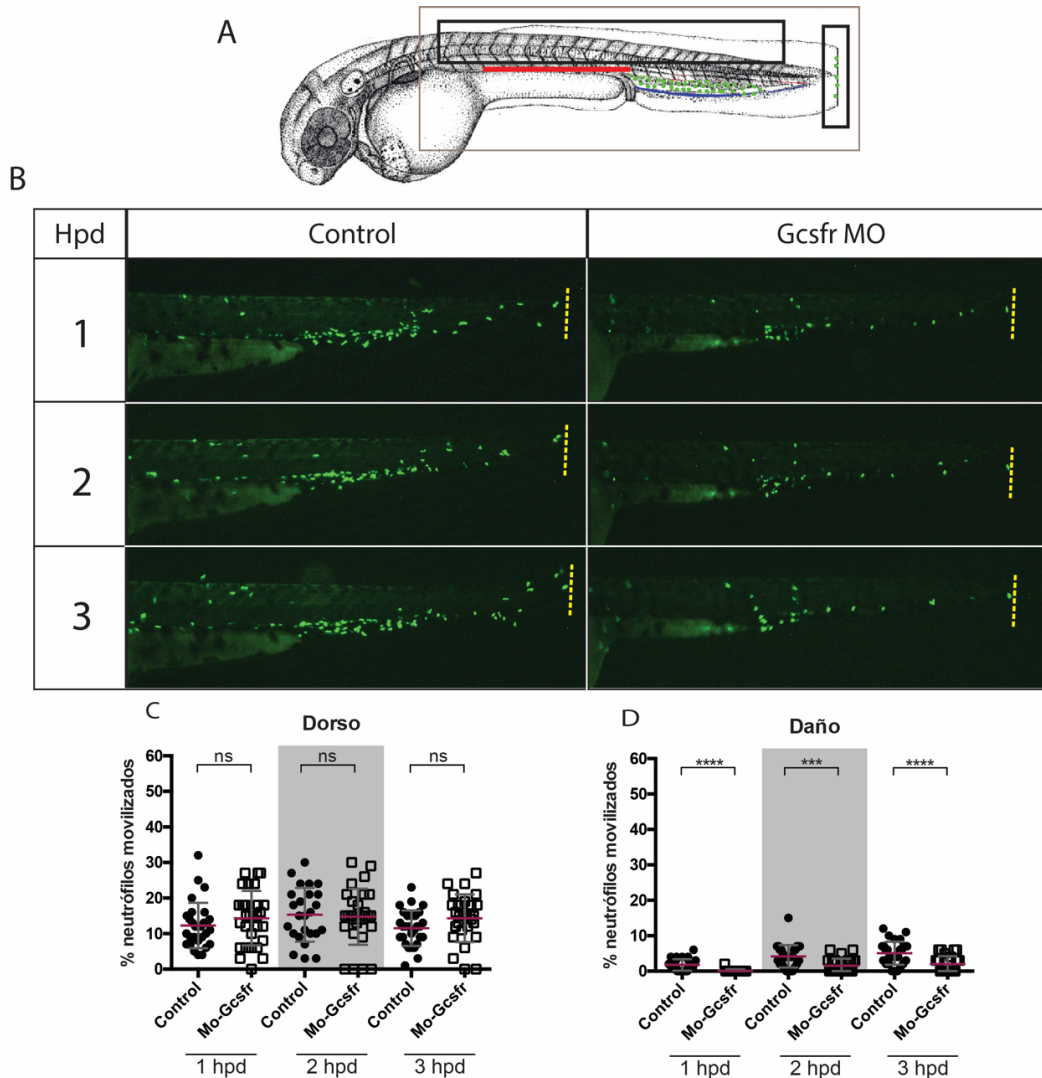 A
B
Hpd Control Gcsfr MO
1
2
3
C
Dorso
% neutrófilos movilizados
60
50
40
30
20
10
0
ns ns ns
Control Mo-Gcsfr Control Mo-Gcsfr Control Mo-Gcsfr
1 hpd 2 hpd 3 hpd
D
Daño
% neutrófilos movilizados
60
50
40
30
20
10
0
**** *** ****
Control Mo-Gcsfr Control Mo-Gcsfr Control Mo-Gcsfr
1 hpd 2 hpd 3 hpd